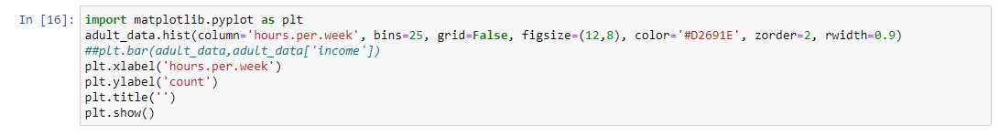 In [16]: import matplotlib.pyplot as plt
adult_data.hist(column='hours.per.week', bins=25, grid=False, figsize=(12,8), color='#D2691E', zorder=2, rwidth=0.9)
##plt.bar(adult_data,adult_data['income'])
plt.xlabel('hours.per.week')
plt.ylabel('count')
plt.title('')
plt.show()